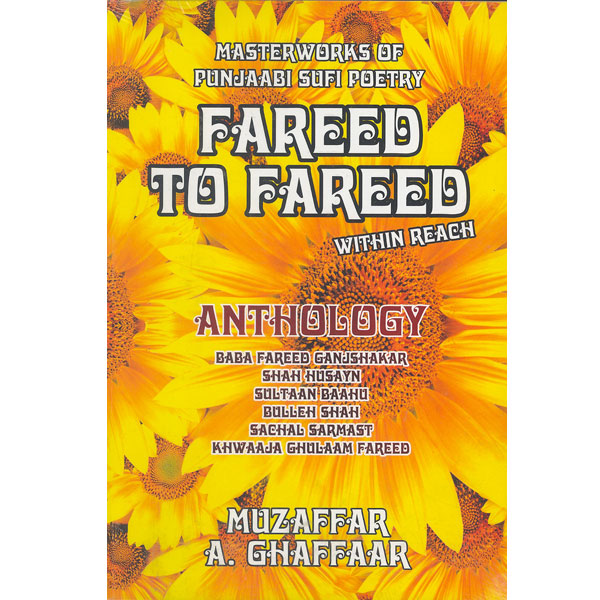 MASTERWORKS OF
PUNJAABI SUFI POETRY
FAREED
TO FAREED
WITHIN REACH
ANTHOLOGY
BABA FAREED GANJSHAKAR
SHAH HUSAYN
SULTAAN BAAHU
BULLEH SHAH
SACHAL SARMAST
KHWAAJA GHULAAM FAREED
MUZAFFAR
A. GHAFFAAR